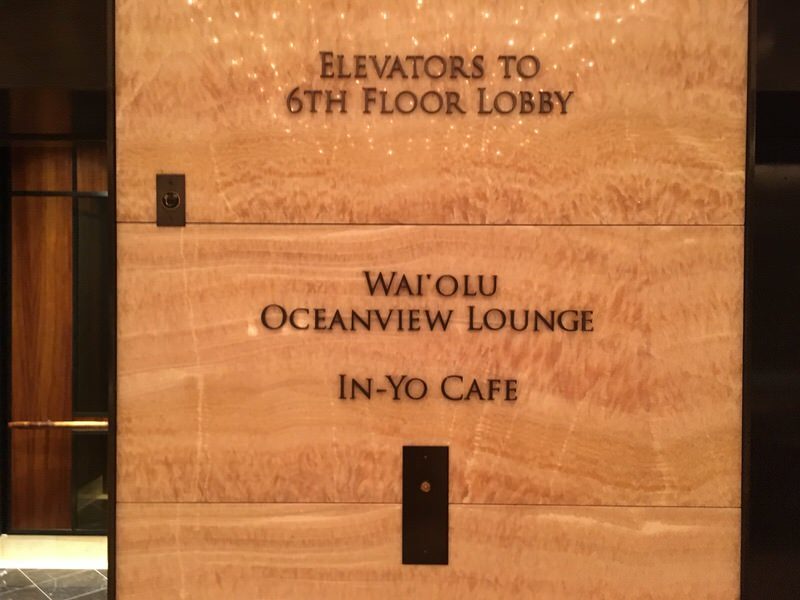 ELEVATORS TO
6TH FLOOR LOBBY
WAI'OLU
OCEANVIEW LOUNGE
IN-YO CAFE